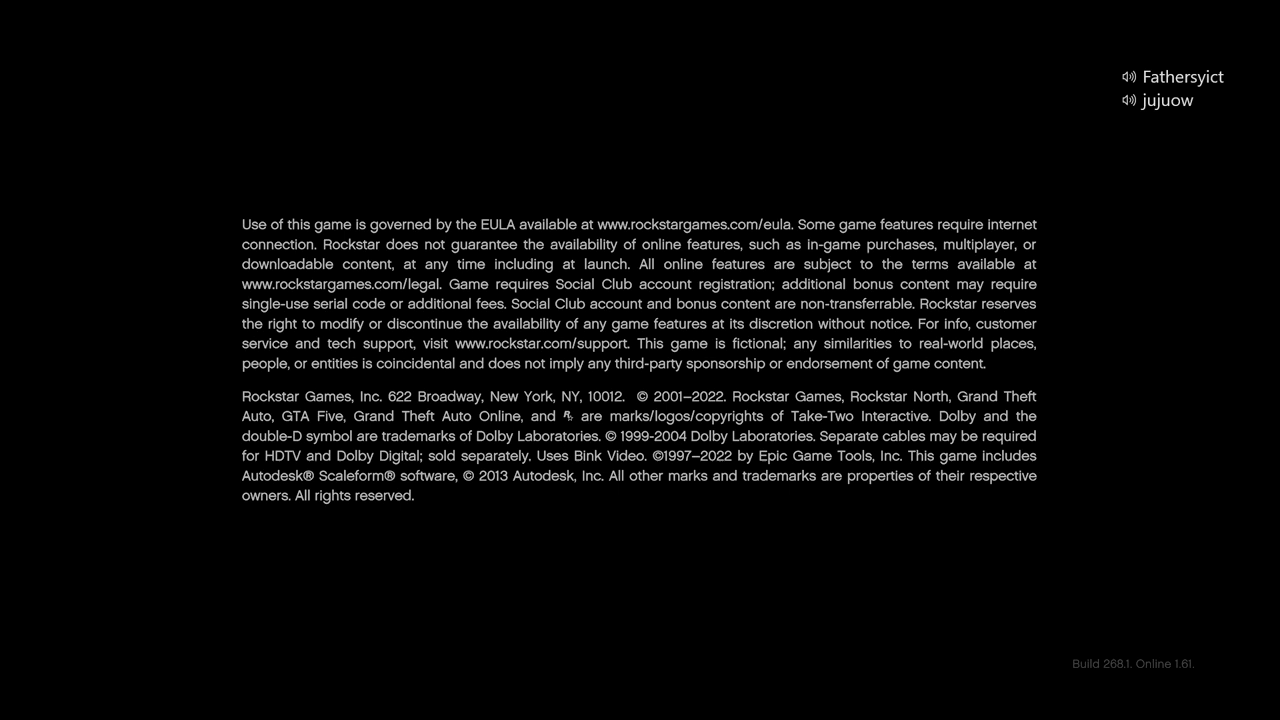 Fathersyict
jujuow
Use of this game is governed by the EULA available at www.rockstargames.com/eula. Some game features require internet
connection. Rockstar does not guarantee the availability of online features, such as in-game purchases, multiplayer, or
downloadable content, at any time including at launch. All online features are subject to the terms available at
www.rockstargames.com/legal. Game requires Social Club account registration; additional bonus content may require
single-use serial code or additional fees. Social Club account and bonus content are non-transferrable. Rockstar reserves
the right to modify or discontinue the availability of any game features at its discretion without notice. For info, customer
service and tech support, visit www.rockstar.com/support. This game is fictional; any similarities to real-world places,
people, or entities is coincidental and does not imply any third-party sponsorship or endorsement of game content.
Rockstar Games, Inc. 622 Broadway, New York, NY, 10012. © 2001–2022. Rockstar Games, Rockstar North, Grand Theft
Auto, GTA Five, Grand Theft Auto Online, and R* are marks/logos/copyrights of Take-Two Interactive. Dolby and the
double-D symbol are trademarks of Dolby Laboratories. © 1999-2004 Dolby Laboratories. Separate cables may be required
for HDTV and Dolby Digital; sold separately. Uses Bink Video. ©1997–2022 by Epic Game Tools, Inc. This game includes
Autodesk® Scaleform® software, © 2013 Autodesk, Inc. All other marks and trademarks are properties of their respective
owners. All rights reserved.
Build 268.1. Online 1.61.